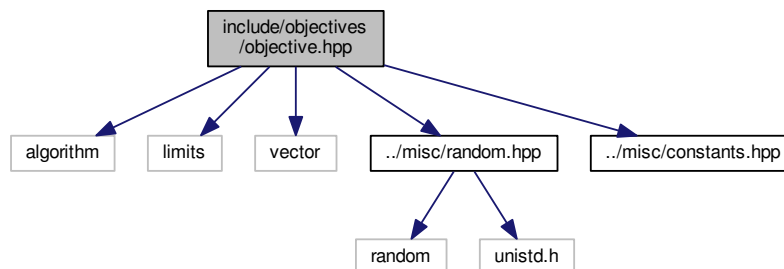 include/objectives
/objective.hpp
algorithm
limits
vector
../misc/random.hpp
../misc/constants.hpp
random
unistd.h